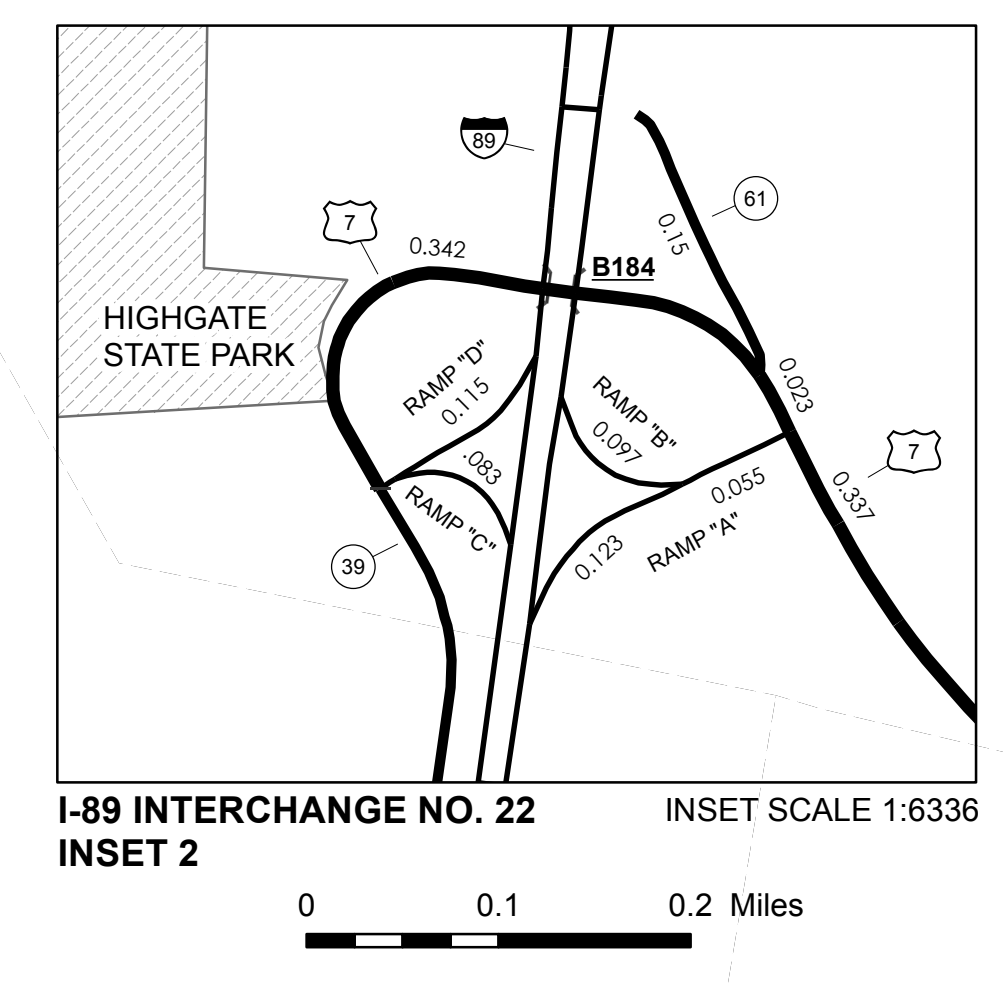 89
61
7
0.342
0.15
B184
HIGHGATE
STATE PARK
RAMP "D"
0.115
RAMP "B"
0.097
0.023
7
.083
0.055
0.337
RAMP "C"
RAMP "A"
0.123
39
I-89 INTERCHANGE NO. 22
INSET SCALE 1:6336
INSET 2
0 0.1 0.2 Miles